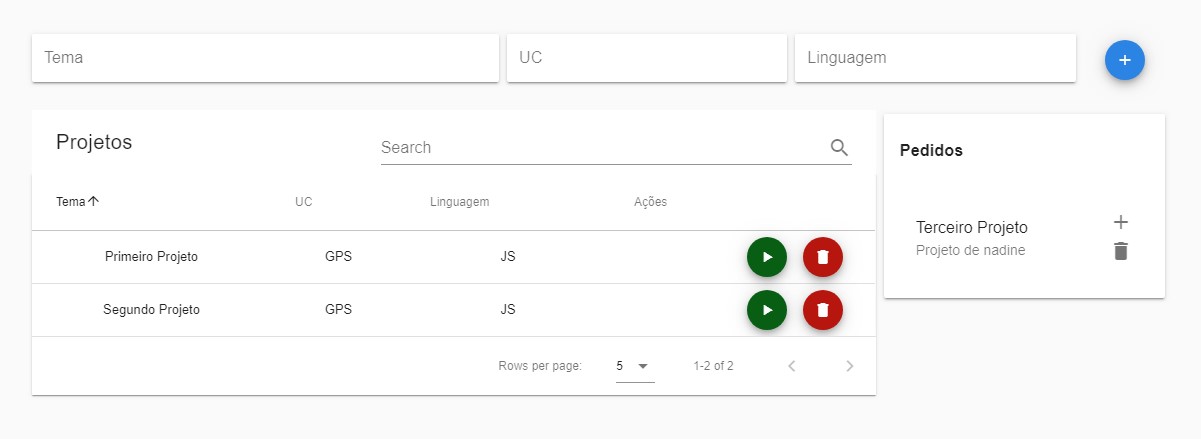 Tema UC Linguagem
Projetos
Search
Pedidos
Tema UC Linguagem Ações
Terceiro Projeto
Projeto de nadine
Primeiro Projeto GPS JS
Segundo Projeto GPS JS
Rows per page: 5 1-2 of 2